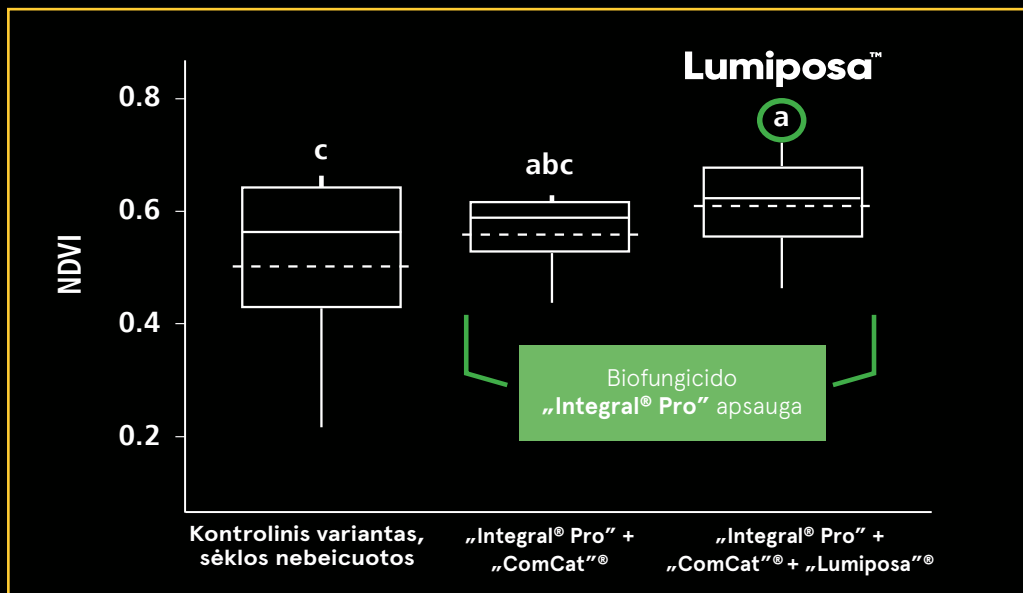 Lumiposa™
0.8
a
c
abc
0.6
NDVI
0.4
Biofungicido
„Integral® Pro” apsauga
0.2
Kontrolinis variantas,
sėklos nebeicuotos
„Integral® Pro” +
„ComCat”®
„Integral® Pro” +
„ComCat”® + „Lumiposa”®